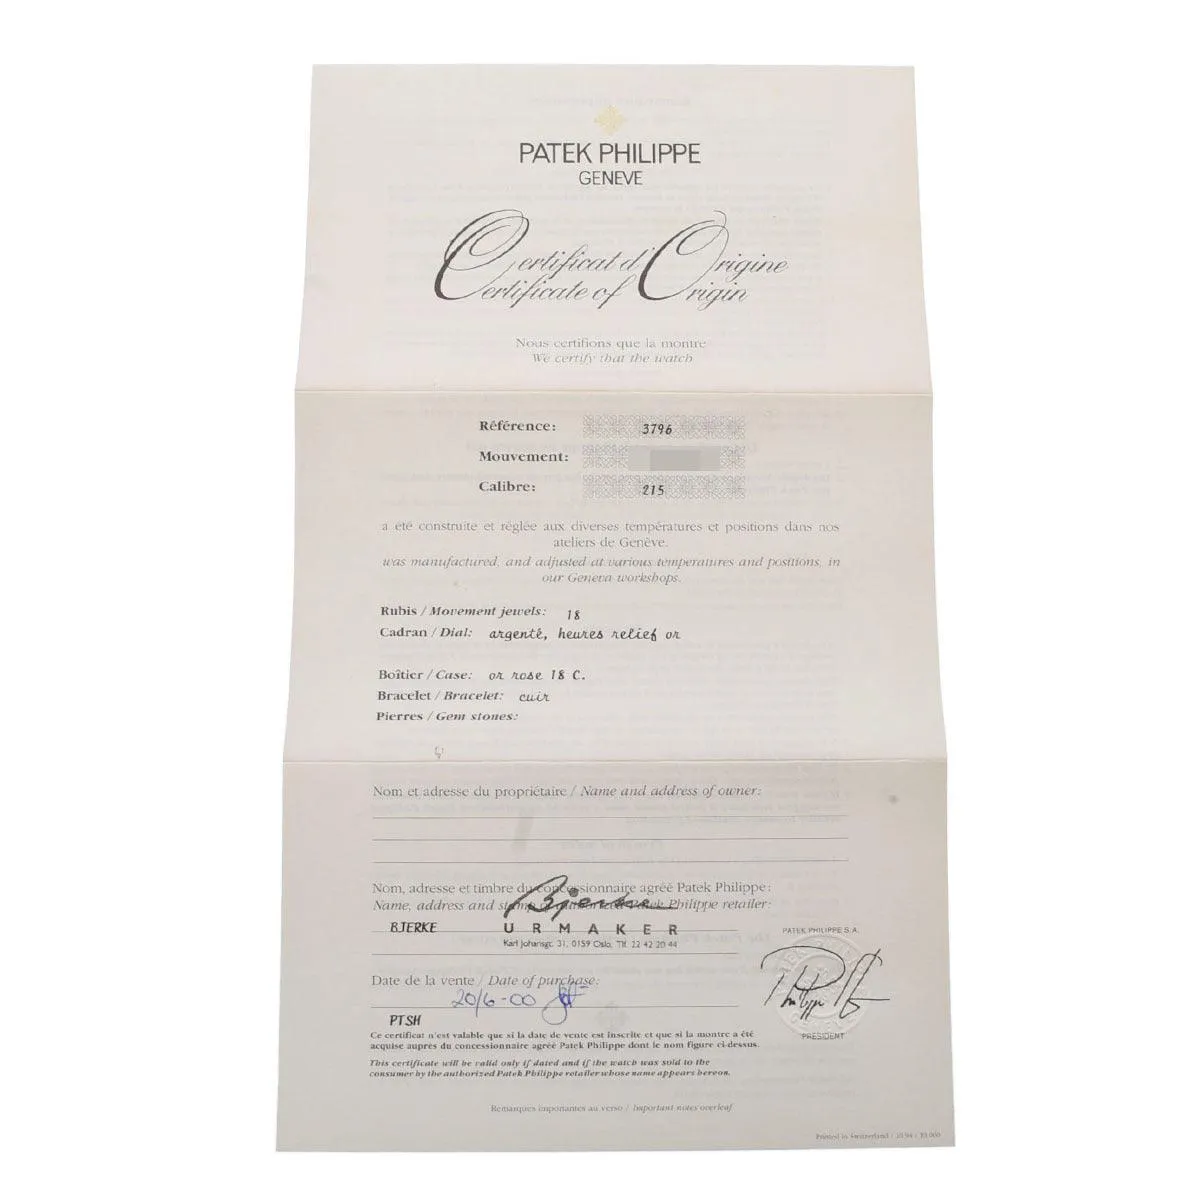 PATEK PHILIPPE
GENEVE
Certificat d'Origine
Certificate of Origin
Nous certifions que la montre
We certify that the watch
Référence: 3796
Mouvement:
Calibre: 215
a été construite et réglée aux diverses températures et positions dans nos
ateliers de Genève.
was manufactured, and adjusted at various temperatures and positions, in
our Geneva workshops.
Rubis / Movement jewels: 18
Cadran / Dial: argenté, heures relief or
Boîtier / Case: or rose 18 C.
Bracelet / Bracelet: cuir
Pierres / Gem stones:
Nom et adresse du propriétaire / Name and address of owner:
Nom, adresse et timbre du concessionnaire agréé Patek Philippe:
Name, address and stamp of authorized Patek Philippe retailer:
Bjerke
BJERKE URMAKER
Karl Johansgt. 31, 0159 Oslo, Tlf. 22 42 20 44
PATEK PHILIPPE S.A.
Date de la vente / Date of purchase:
20/6-00
PTSH
PRESIDENT
Ce certificat n'est valable que si la date de vente est inscrite et que si la montre a été
acquise auprès du concessionnaire agréé Patek Philippe dont le nom figure ci-dessus.
This certificate will be valid only if dated and if the watch was sold to the
consumer by the authorized Patek Philippe retailer whose name appears hereon.
Remarques importantes au verso / Important notes overleaf
Printed in Switzerland / 10.94 / 10.000